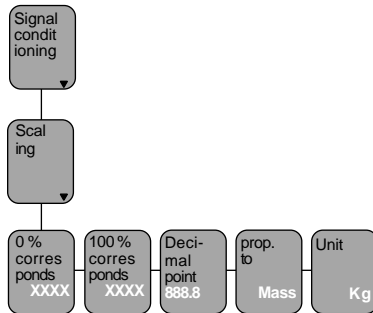 Signal
condit
ioning
Scal
ing
0 %
corres
ponds
XXXX
100 %
corres
ponds
XXXX
Deci-
mal
point
888.8
prop.
to
Mass
Unit
Kg